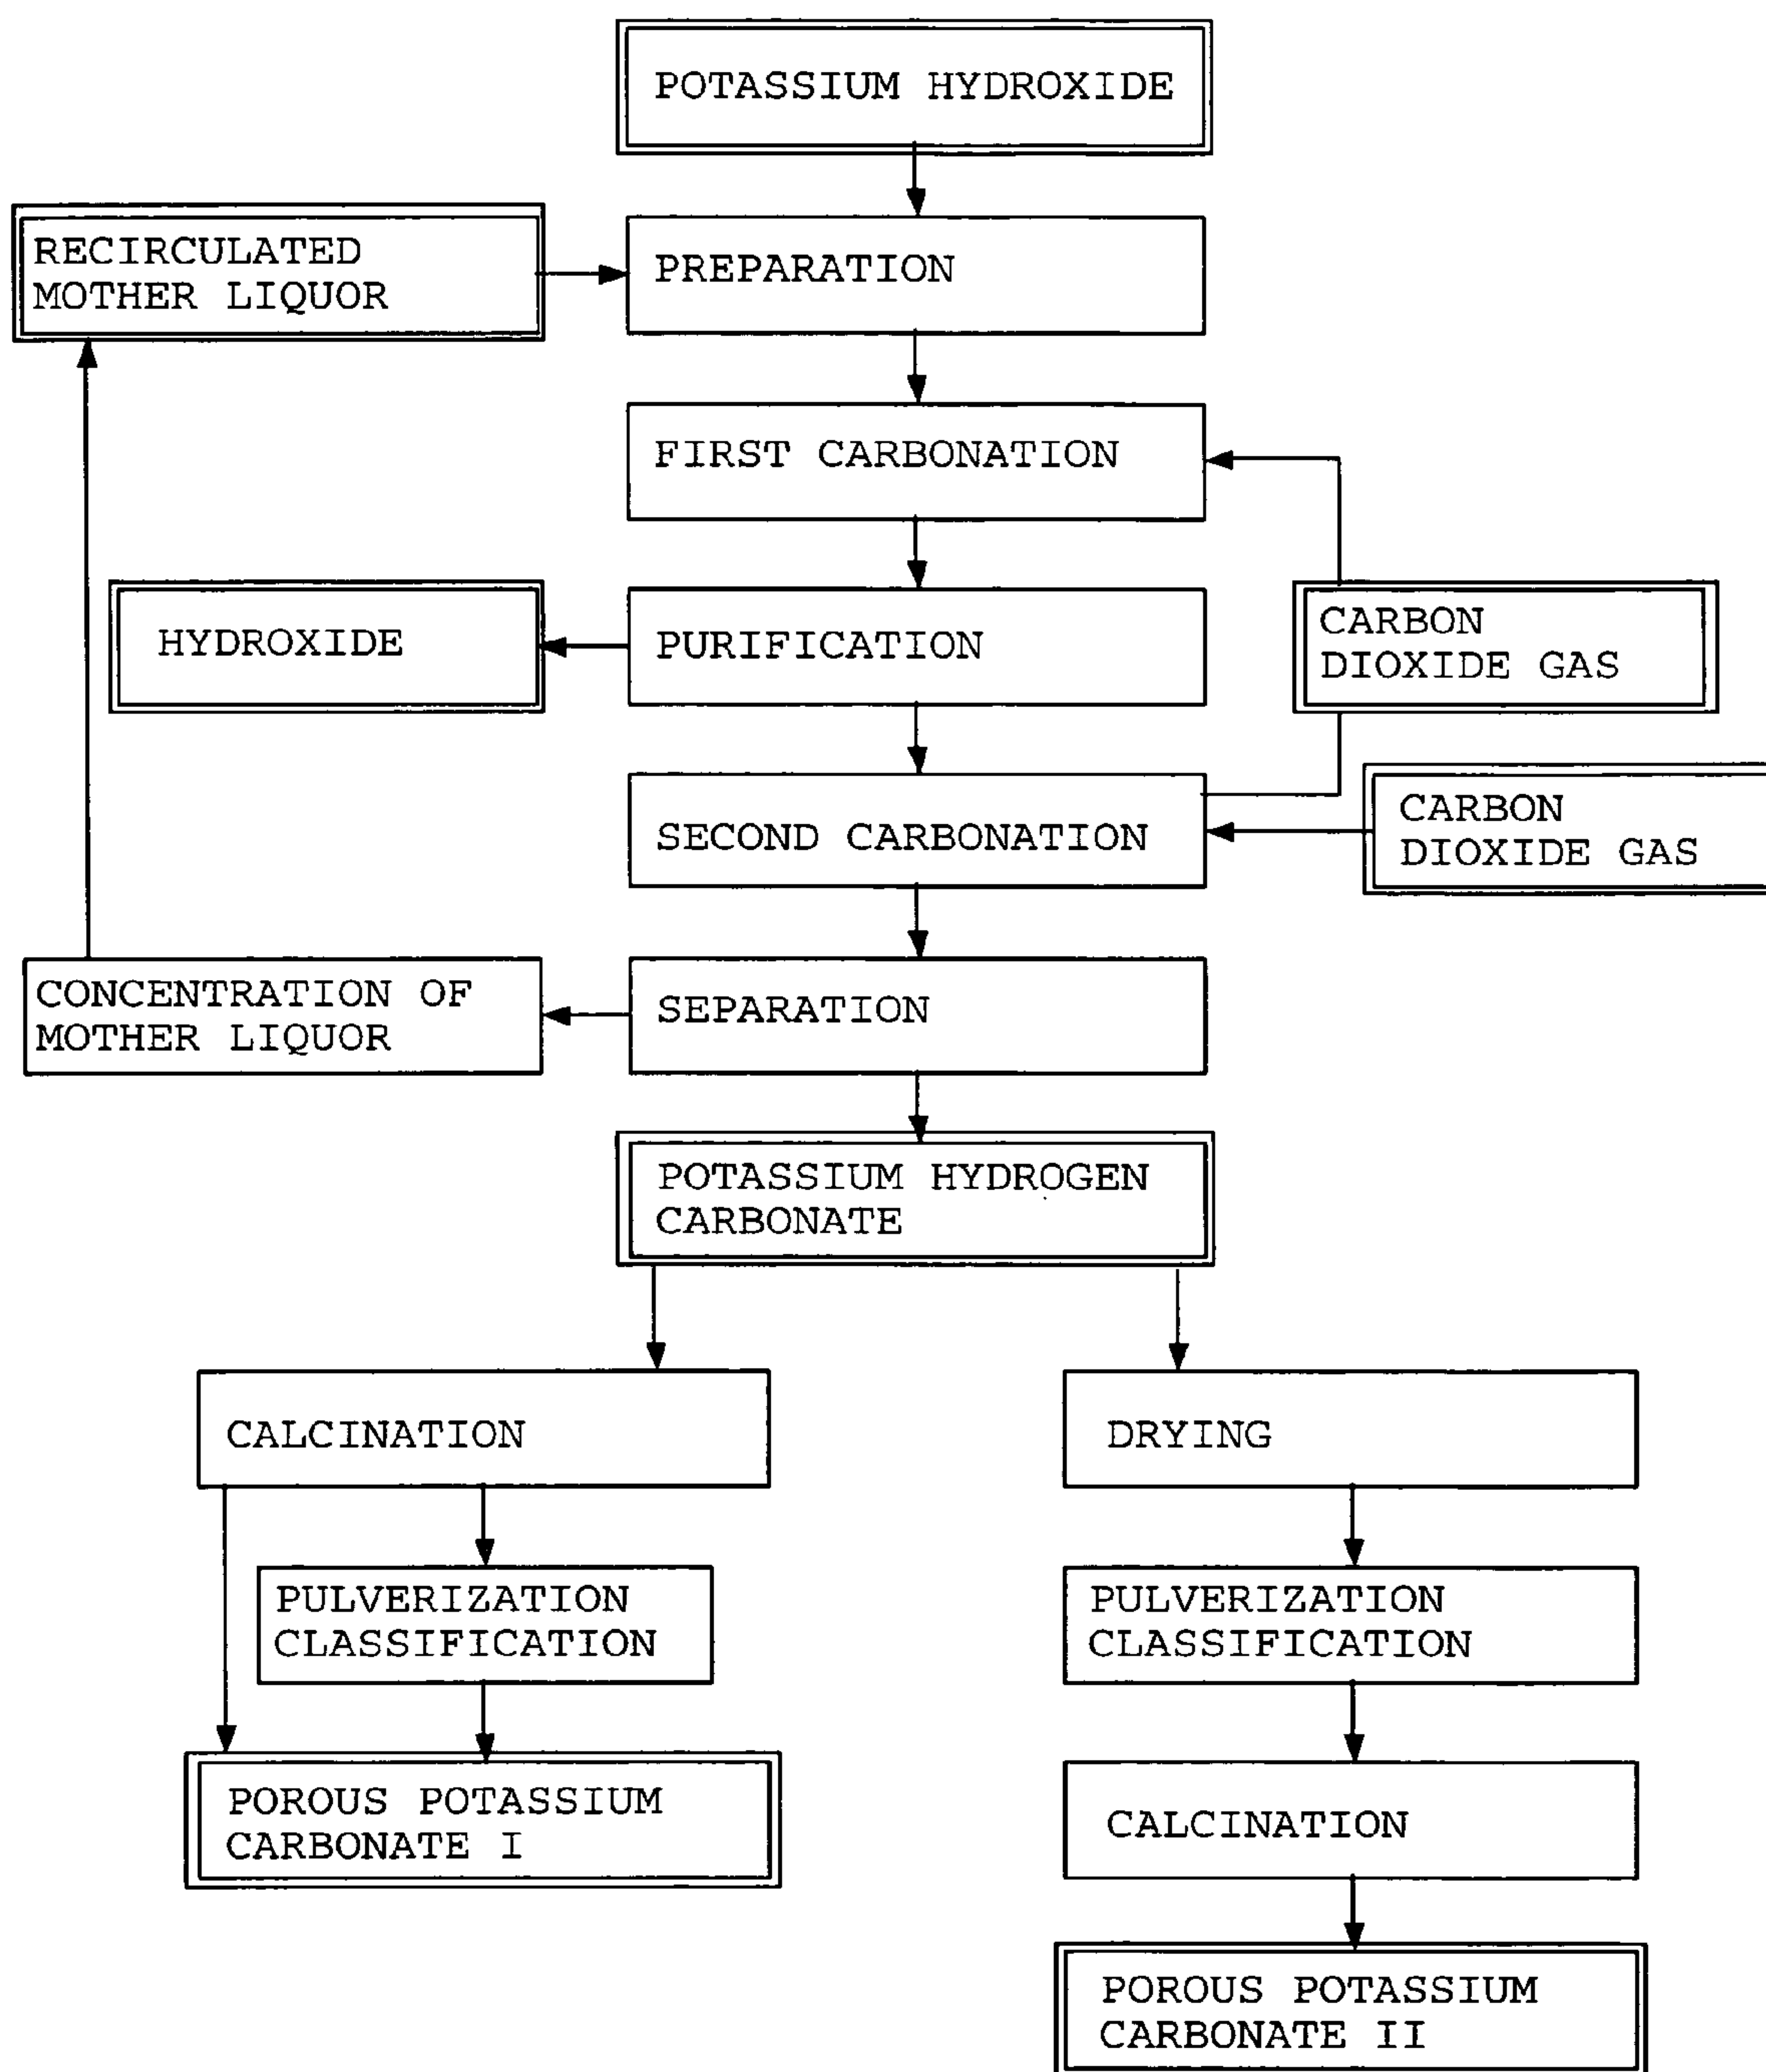 POTASSIUM HYDROXIDE
RECIRCULATED
MOTHER LIQUOR
PREPARATION
FIRST CARBONATION
HYDROXIDE
PURIFICATION
CARBON
DIOXIDE GAS
SECOND CARBONATION
CARBON
DIOXIDE GAS
CONCENTRATION OF
MOTHER LIQUOR
SEPARATION
POTASSIUM HYDROGEN
CARBONATE
CALCINATION
DRYING
PULVERIZATION
CLASSIFICATION
PULVERIZATION
CLASSIFICATION
POROUS POTASSIUM
CARBONATE I
CALCINATION
POROUS POTASSIUM
CARBONATE II